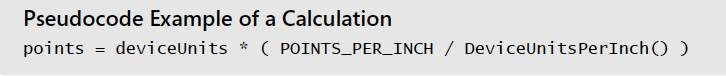 Pseudocode Example of a Calculation
points = deviceUnits * ( POINTS_PER_INCH / DeviceUnitsPerInch() )